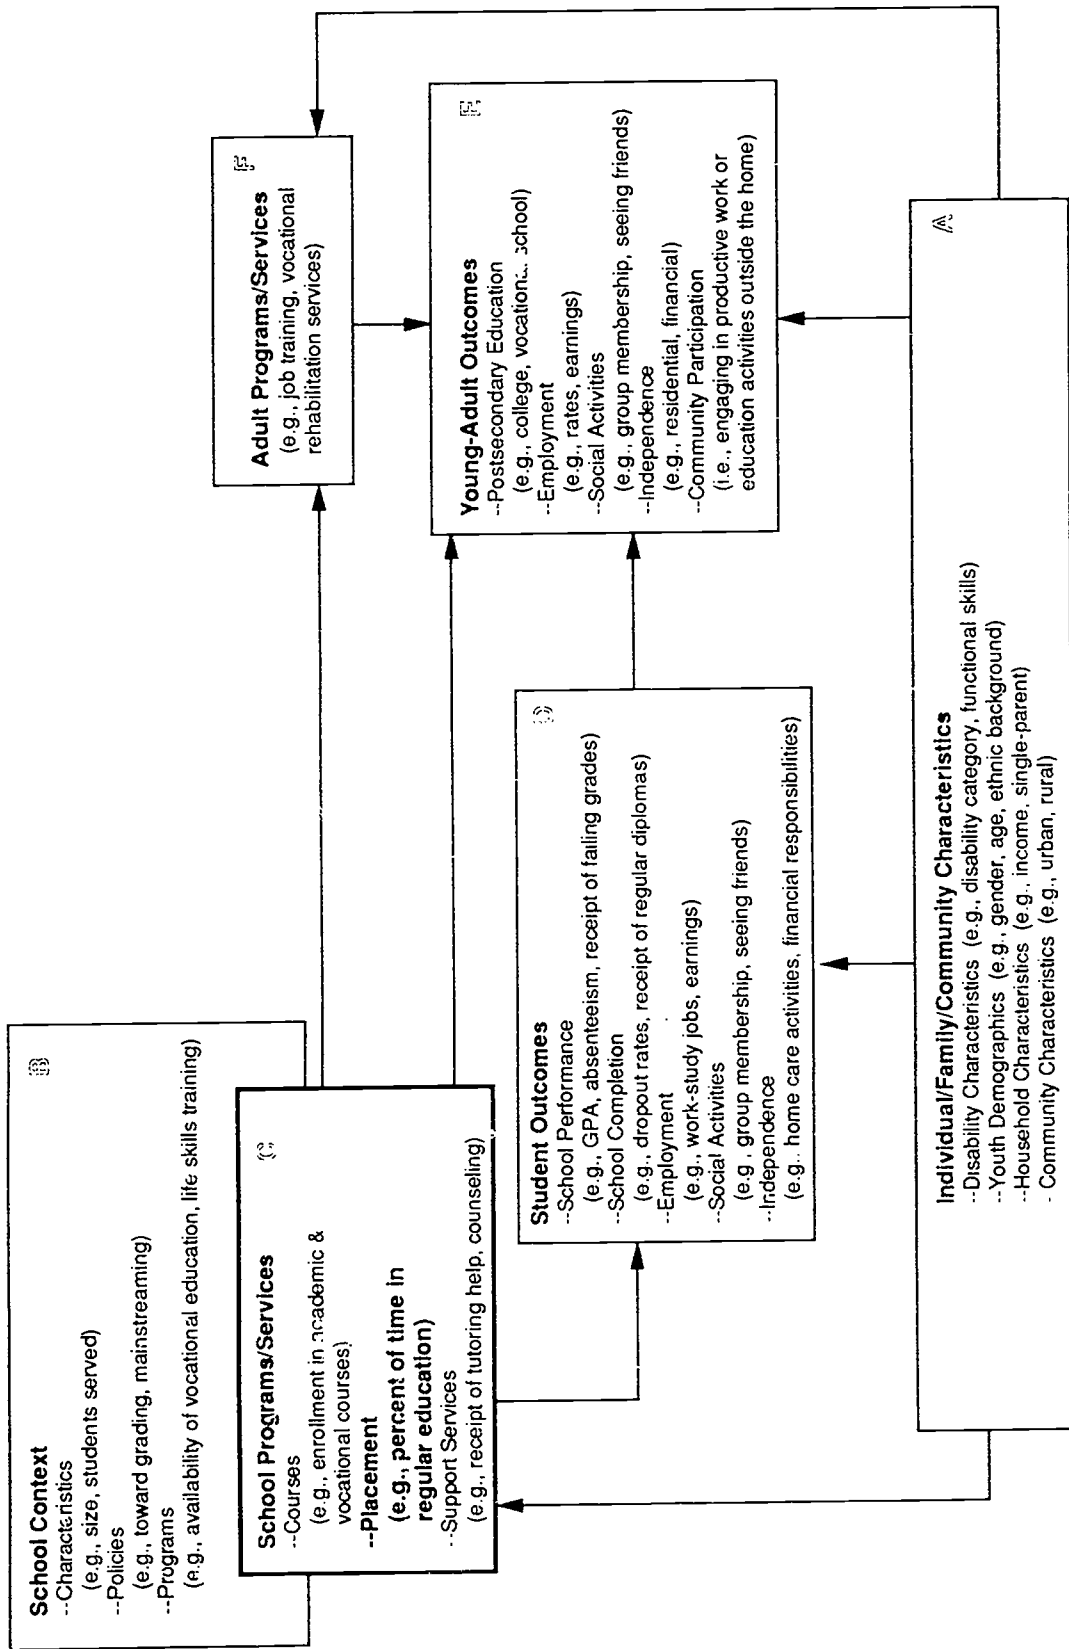 School Context
B
--Characteristics
(e.g., size, students served)
--Policies
(e.g., toward grading, mainstreaming)
--Programs
(e.g., availability of vocational education, life skills training)
School Programs/Services
C
--Courses
(e.g., enrollment in academic &
vocational courses)
--Placement
(e.g., percent of time in
regular education)
--Support Services
(e.g., receipt of tutoring help, counseling)
Student Outcomes
D
--School Performance
(e.g., GPA, absenteeism, receipt of failing grades)
--School Completion
(e.g., dropout rates, receipt of regular diplomas)
--Employment
(e.g., work-study jobs, earnings)
--Social Activities
(e.g., group membership, seeing friends)
--Independence
(e.g., home care activities, financial responsibilities)
Adult Programs/Services
F
(e.g., job training, vocational
rehabilitation services)
Young-Adult Outcomes
E
--Postsecondary Education
(e.g., college, vocational school)
--Employment
(e.g., rates, earnings)
--Social Activities
(e.g., group membership, seeing friends)
--Independence
(e.g., residential, financial)
--Community Participation
(i.e., engaging in productive work or
education activities outside the home)
Individual/Family/Community Characteristics
A
--Disability Characteristics (e.g., disability category, functional skills)
--Youth Demographics (e.g., gender, age, ethnic background)
--Household Characteristics (e.g., income, single-parent)
- Community Characteristics (e.g., urban, rural)